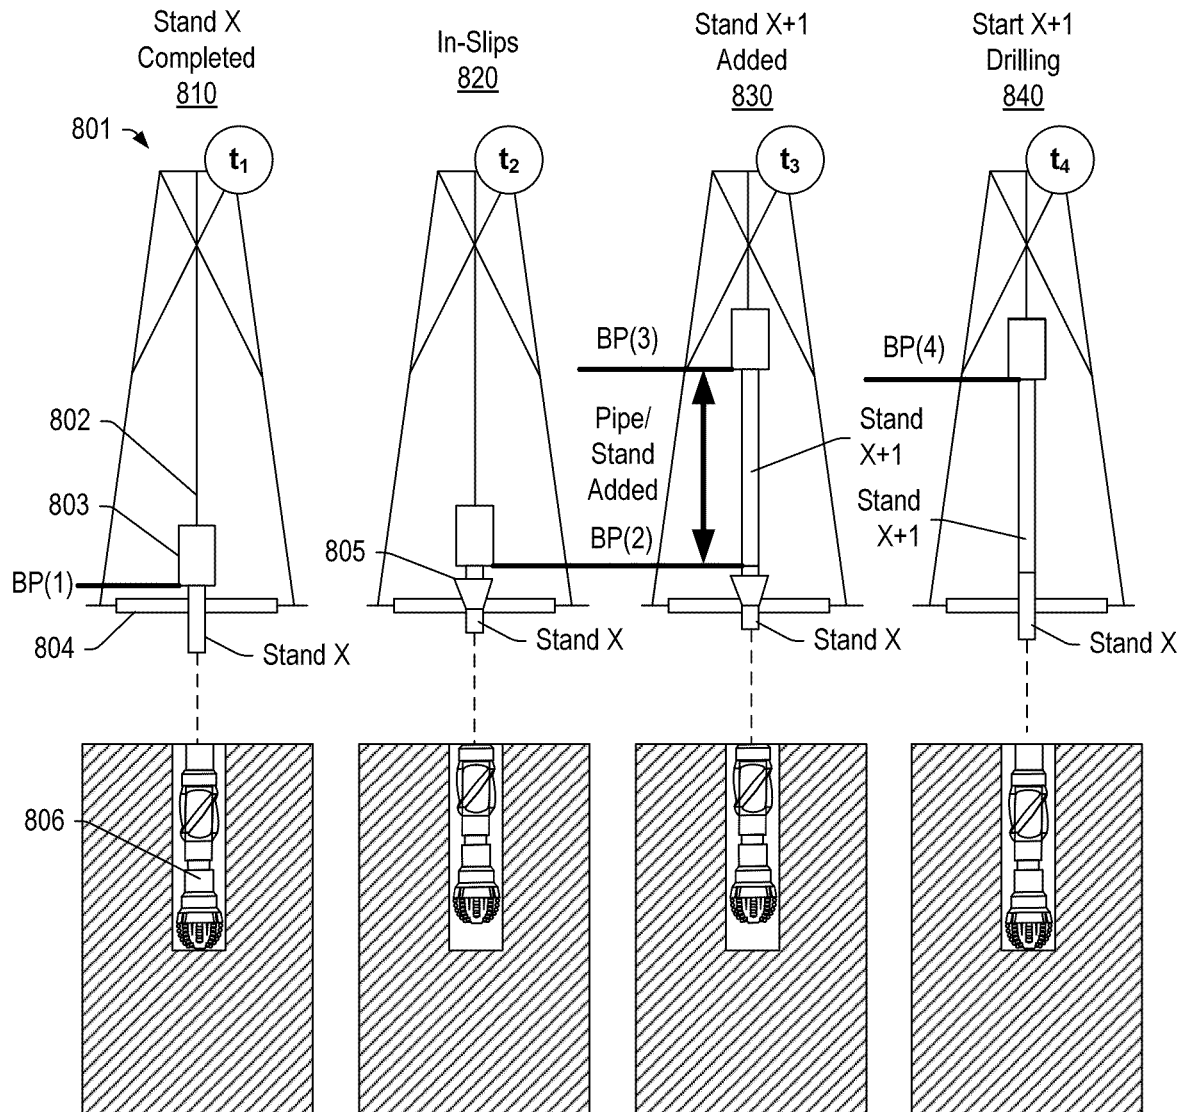 Stand X
Completed
810
In-Slips
820
Stand X+1
Added
830
Start X+1
Drilling
840
801
t1
t2
t3
t4
BP(3)
BP(4)
802
Pipe/
Stand
Added
Stand
X+1
803
Stand
X+1
805
BP(2)
BP(1)
804
Stand X
Stand X
Stand X
Stand X
806